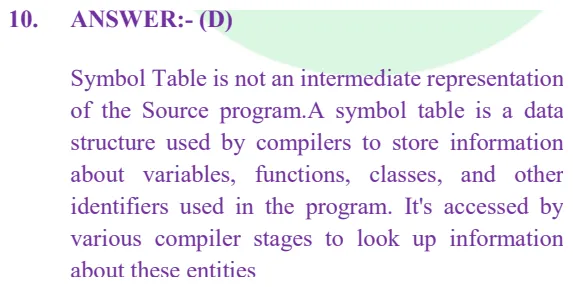 10. ANSWER:- (D)
Symbol Table is not an intermediate representation
of the Source program.A symbol table is a data
structure used by compilers to store information
about variables, functions, classes, and other
identifiers used in the program. It's accessed by
various compiler stages to look up information
about these entities